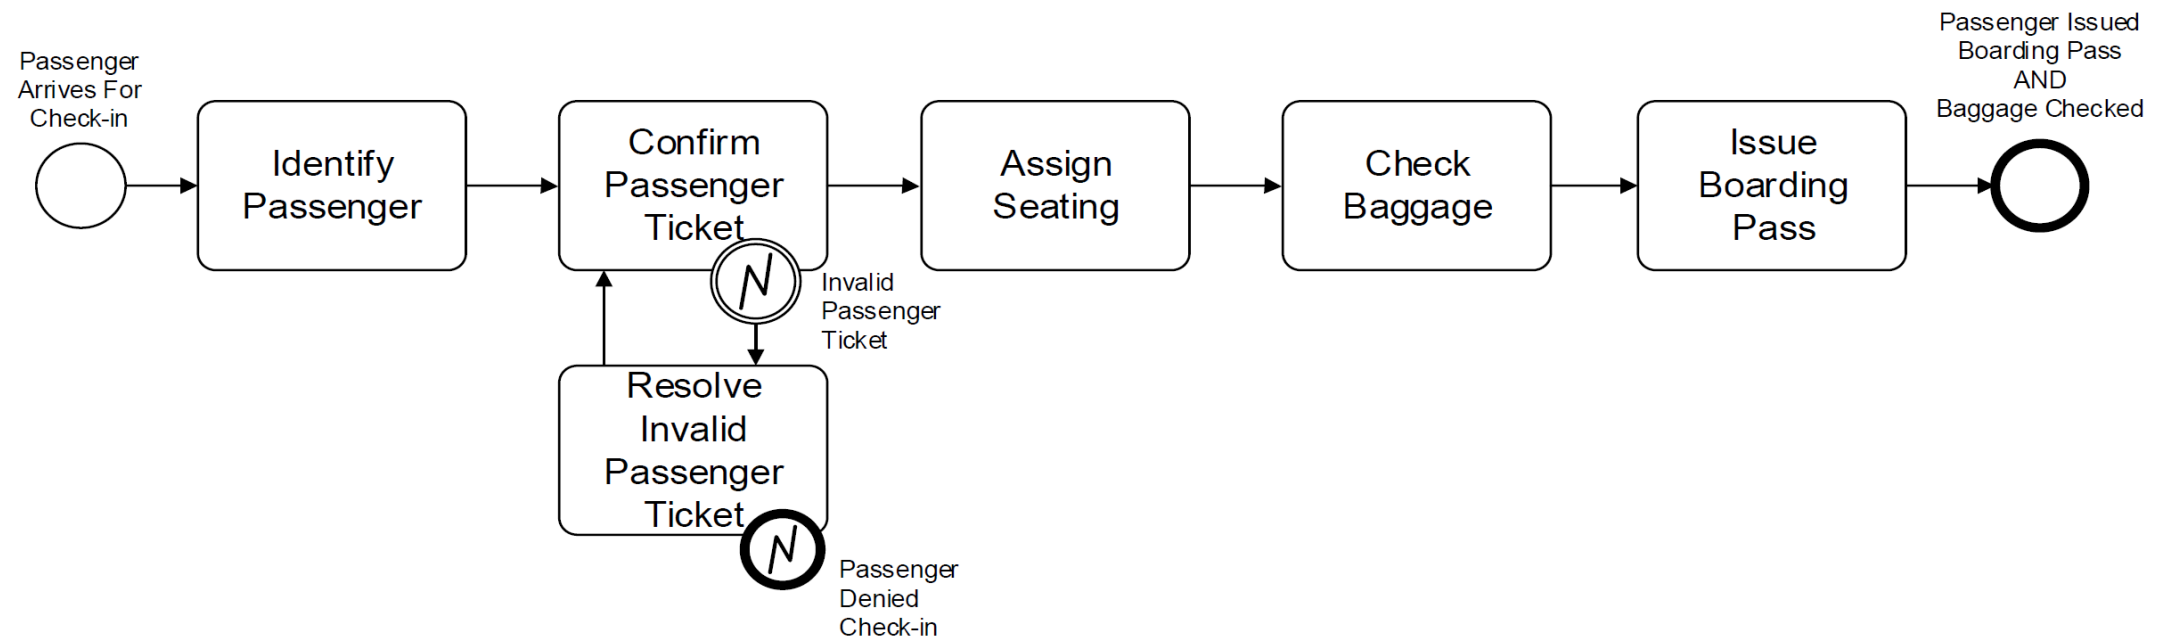 Passenger
Arrives For
Check-in
Identify
Passenger
Confirm
Passenger
Ticket
Invalid
Passenger
Ticket
Resolve
Invalid
Passenger
Ticket
Passenger
Denied
Check-in
Assign
Seating
Check
Baggage
Issue
Boarding
Pass
Passenger Issued
Boarding Pass
AND
Baggage Checked